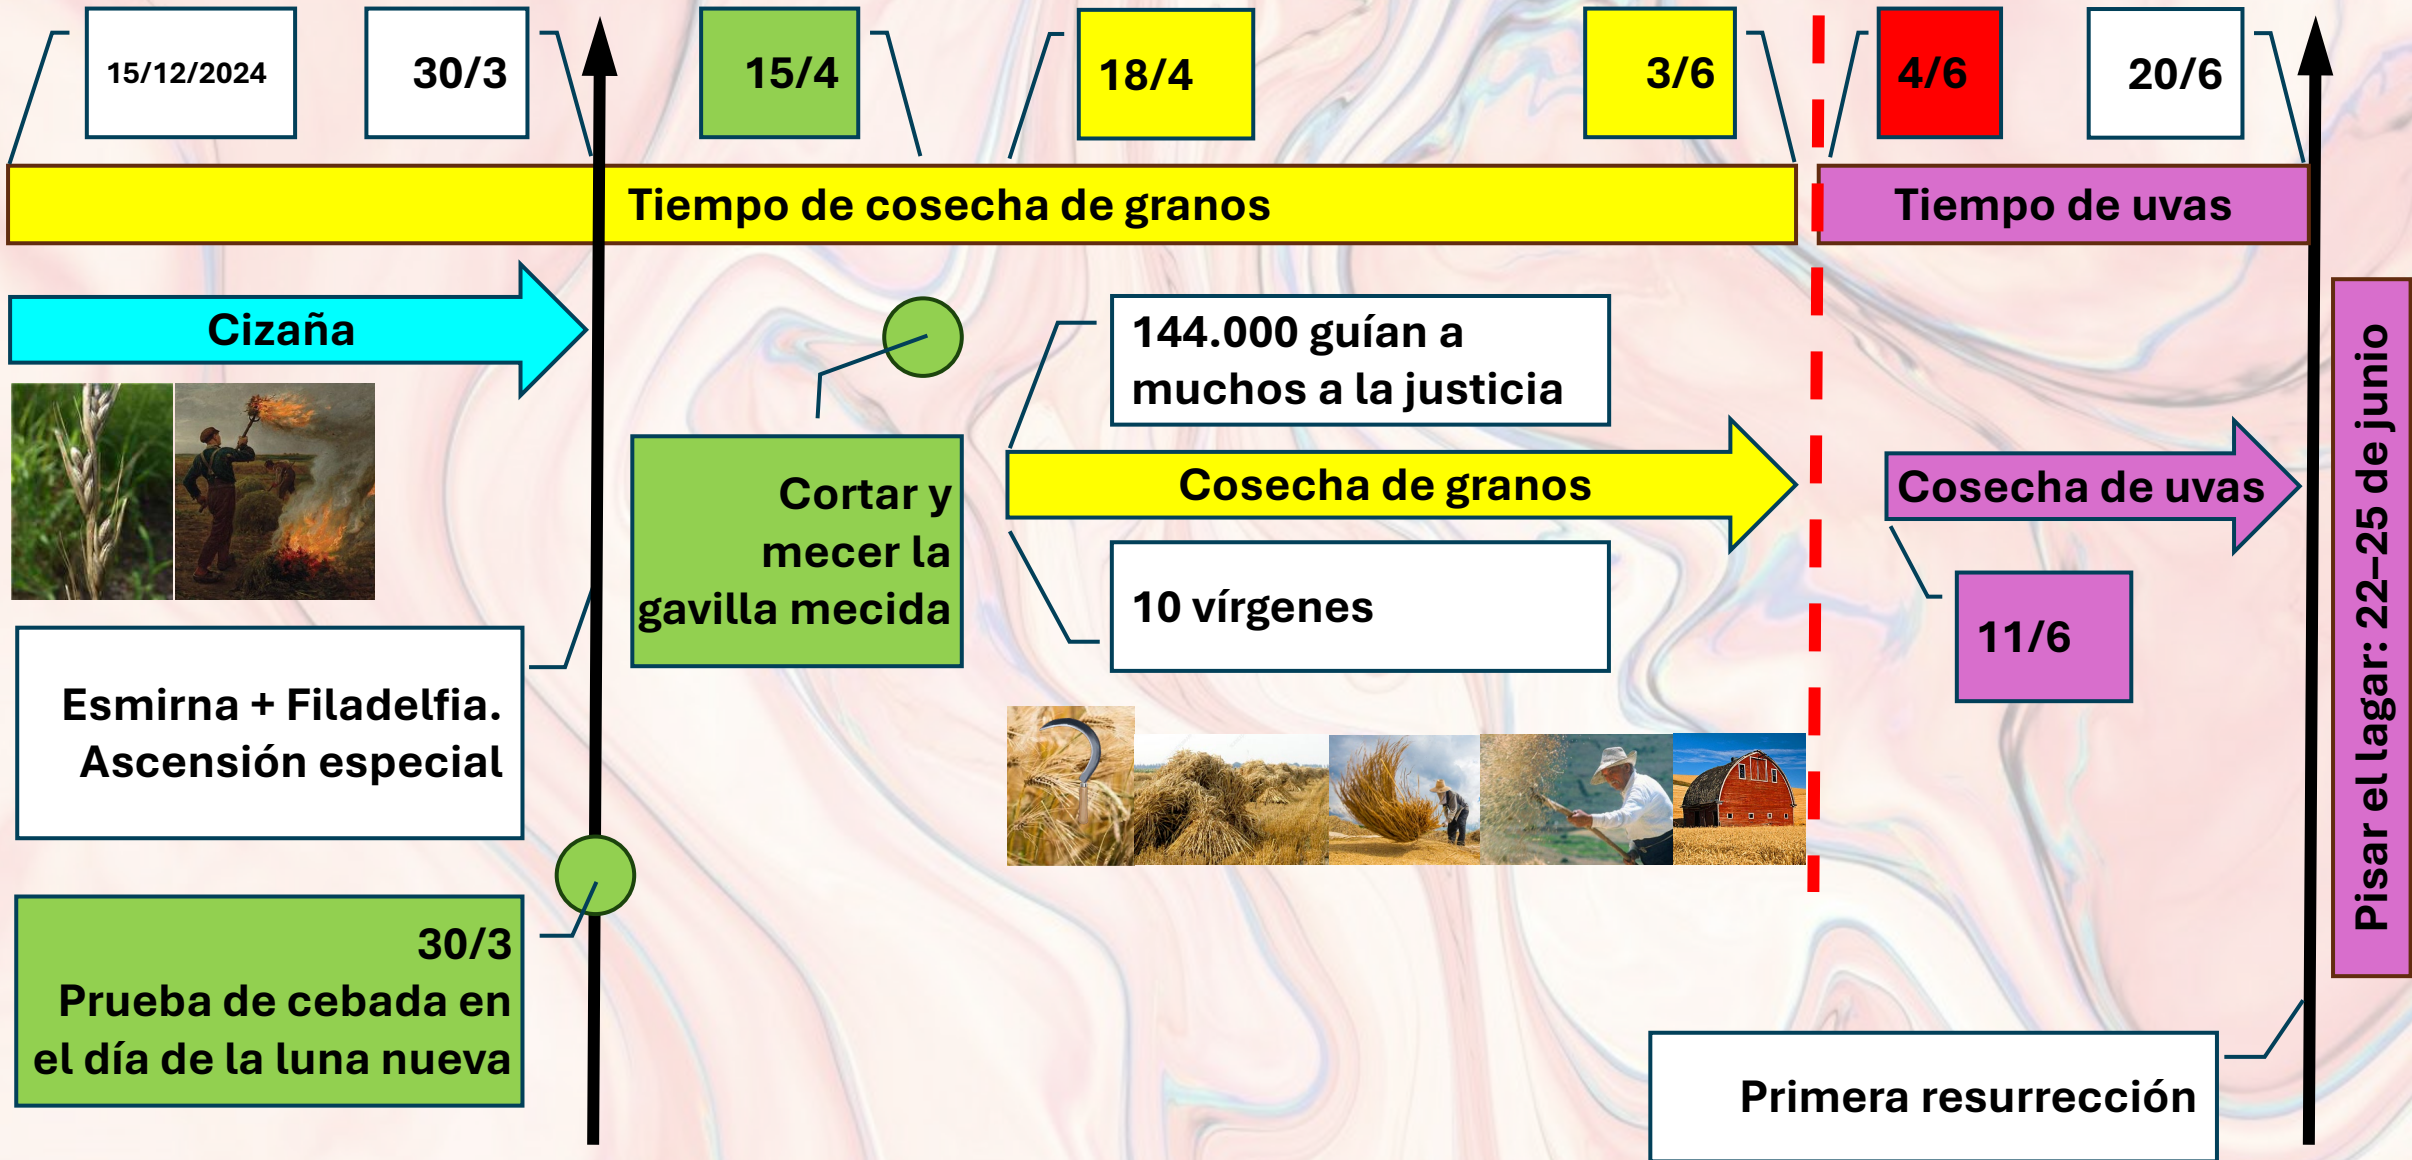 15/12/2024
30/3
15/4
18/4
3/6
4/6
20/6
Tiempo de cosecha de granos
Tiempo de uvas
Cizaña
144.000 guían a
muchos a la justicia
Cortar y
mecer la
gavilla mecida
Cosecha de granos
Cosecha de uvas
10 vírgenes
11/6
Esmirna + Filadelfia.
Ascensión especial
30/3
Prueba de cebada en
el día de la luna nueva
Primera resurrección
Pisar el lagar: 22–25 de junio